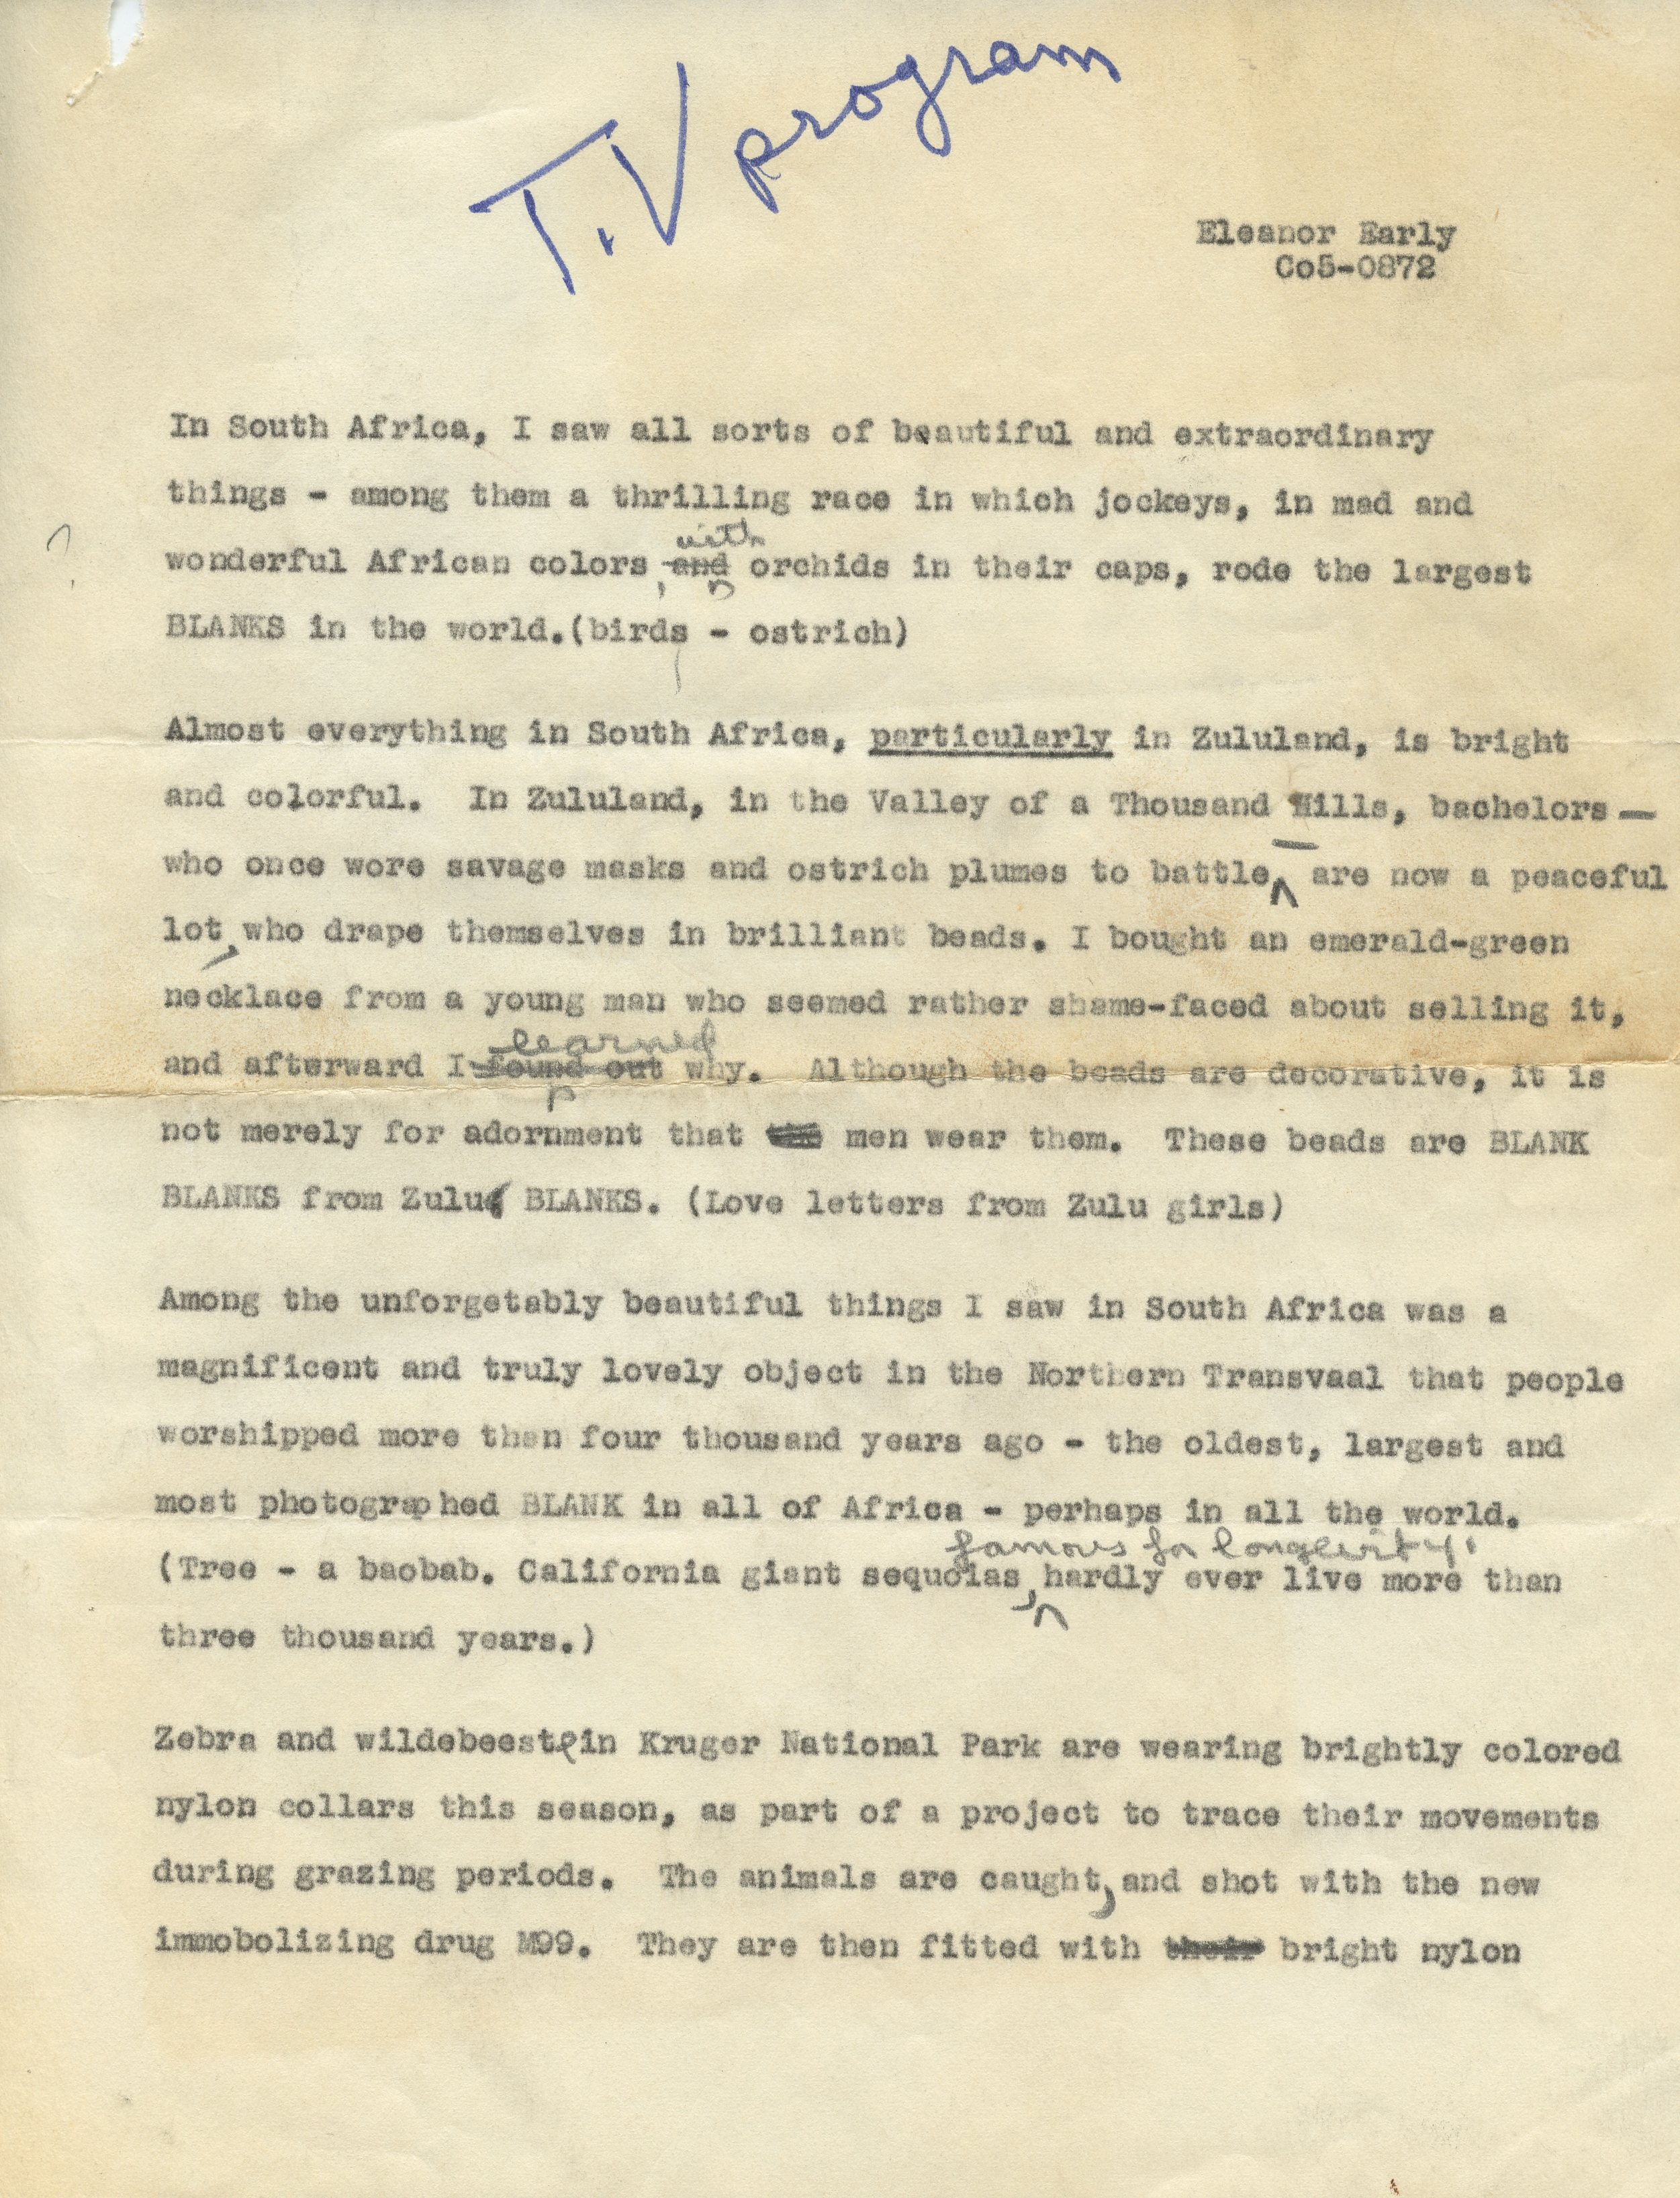 T.V program
Eleanor Early
Co5-0872
In South Africa, I saw all sorts of beautiful and extraordinary
things - among them a thrilling race in which jockeys, in mad and
?
with
wonderful African colors, and orchids in their caps, rode the largest
BLANKS in the world.(birds - ostrich)
Almost everything in South Africa, particularly in Zululand, is bright
and colorful. In Zululand, in the Valley of a Thousand Hills, bachelors —
who once wore savage masks and ostrich plumes to battle — are now a peaceful
lot, who drape themselves in brilliant beads. I bought an emerald-green
necklace from a young man who seemed rather shame-faced about selling it,
learned
and afterward I found out why. Although the beads are decorative, it is
not merely for adornment that the men wear them. These beads are BLANK
BLANKS from Zulu BLANKS. (Love letters from Zulu girls)
Among the unforgetably beautiful things I saw in South Africa was a
magnificent and truly lovely object in the Northern Transvaal that people
worshipped more then four thousand years ago - the oldest, largest and
most photographed BLANK in all of Africa - perhaps in all the world.
famous for longevity,
(Tree - a baobab. California giant sequoias, hardly ever live more than
three thousand years.)
Zebra and wildebeest in Kruger National Park are wearing brightly colored
nylon collars this season, as part of a project to trace their movements
during grazing periods. The animals are caught, and shot with the new
immobolizing drug M99. They are then fitted with their bright nylon